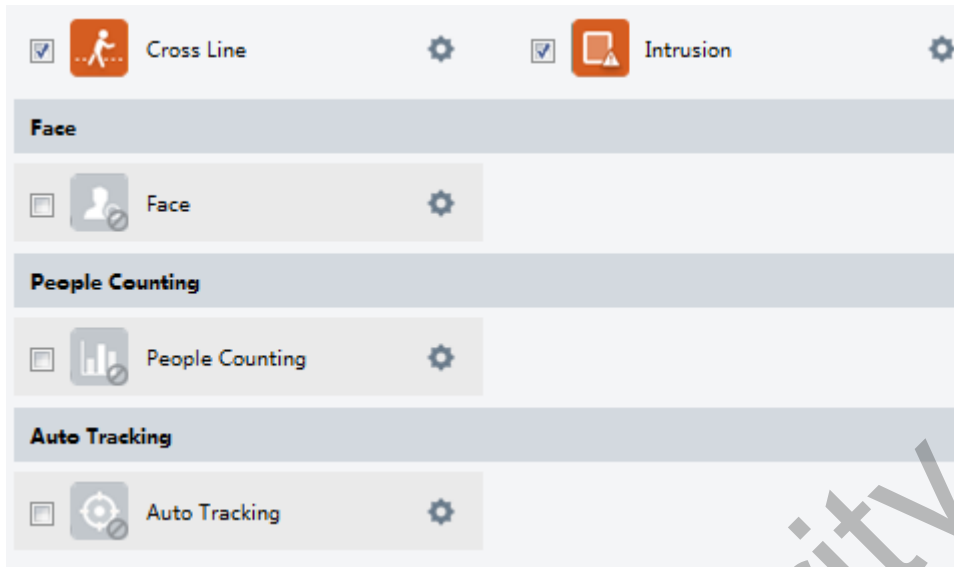 Cross Line Intrusion
Face
Face
People Counting
People Counting
Auto Tracking
Auto Tracking